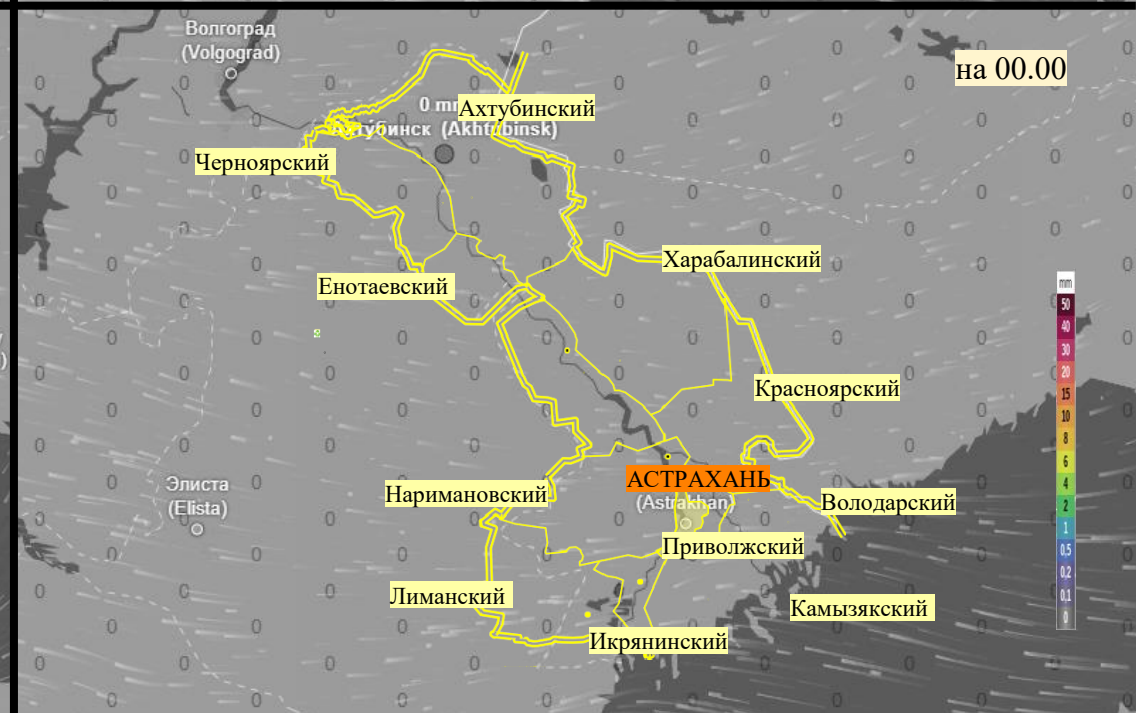 Волгоград
(Volgograd)
на 00.00
0 mm
Ахтубинский
Ахтубинск (Akhtubinsk)
Черноярский
Харабалинский
Енотаевский
mm
50
40
30
20
15
10
8
6
4
2
1
0,5
0,2
0,1
0
Красноярский
АСТРАХАНЬ
(Astrakhan)
Элиста
(Elista)
Наримановский
Володарский
Приволжский
Лиманский
Камызякский
Икрянинский